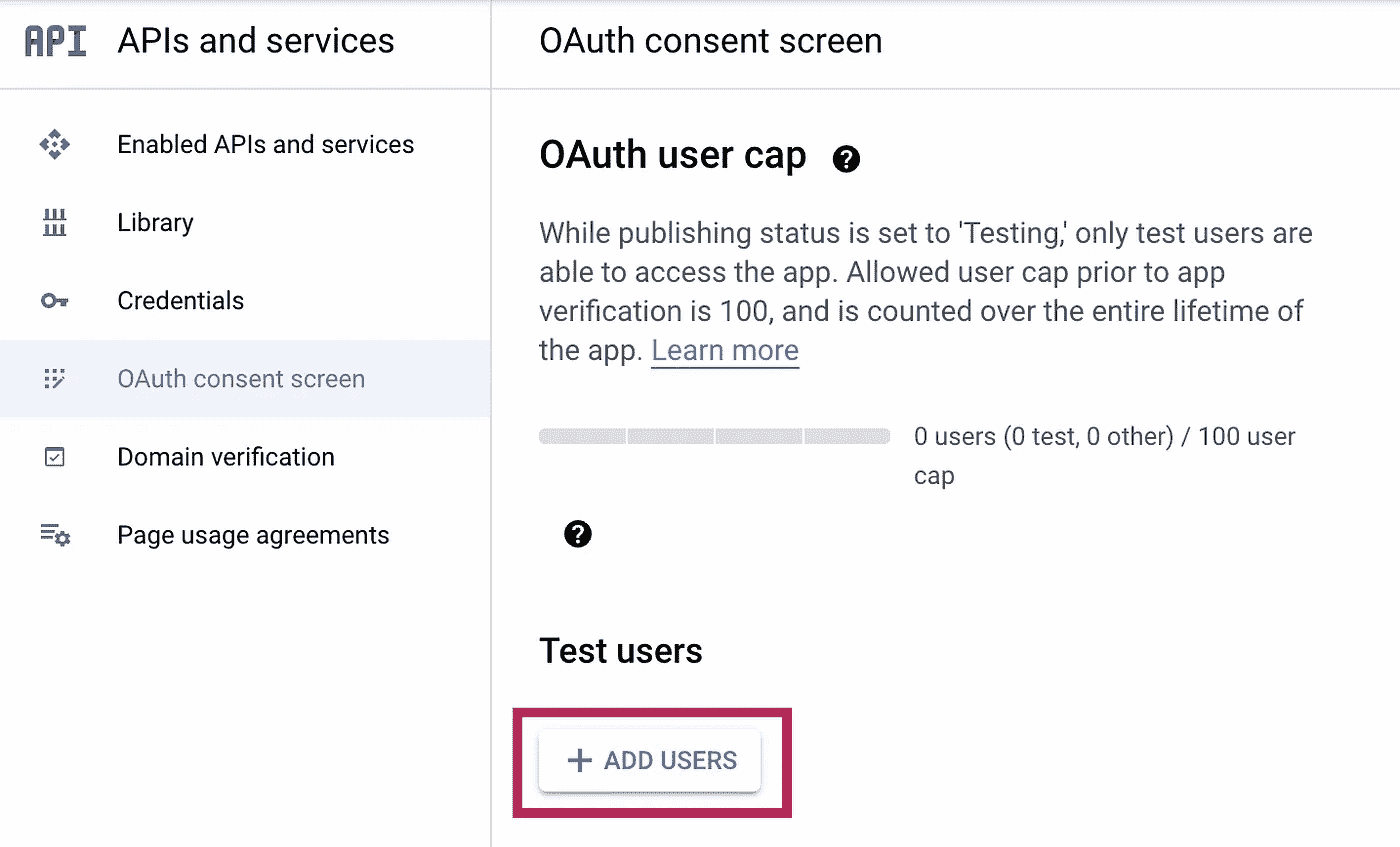 API APIs and services
OAuth consent screen
Enabled APIs and services
Library
Credentials
OAuth consent screen
Domain verification
Page usage agreements
OAuth user cap ?
While publishing status is set to 'Testing,' only test users are
able to access the app. Allowed user cap prior to app
verification is 100, and is counted over the entire lifetime of
the app. Learn more
0 users (0 test, 0 other) / 100 user
cap
?
Test users
+ ADD USERS